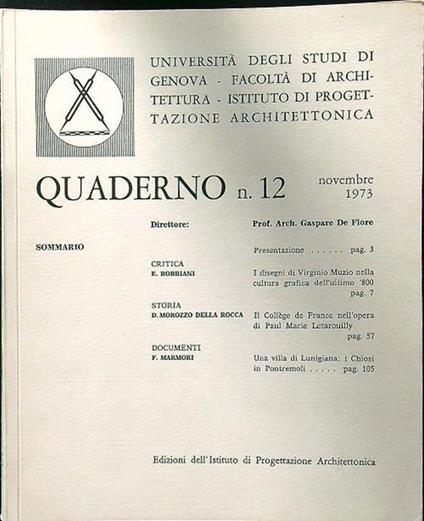 UNIVERSITÀ DEGLI STUDI DI
GENOVA - FACOLTÀ DI ARCHI-
TETTURA - ISTITUTO DI PROGET-
TAZIONE ARCHITETTONICA
QUADERNO n. 12
novembre
1973
Direttore: Prof. Arch. Gaspare De Fiore
SOMMARIO
Presentazione . . . . . . pag. 3
CRITICA
E. ROBBIANI I disegni di Virginio Muzio nella
cultura grafica dell'ultimo '800
pag. 7
STORIA
D. MOROZZO DELLA ROCCA Il Collège de France nell'opera
di Paul Marie Letarouilly
pag. 57
DOCUMENTI
F. MARMORI Una villa di Lunigiana: i Chiosi
in Pontremoli . . . . . pag. 105
Edizioni dell'Istituto di Progettazione Architettonica